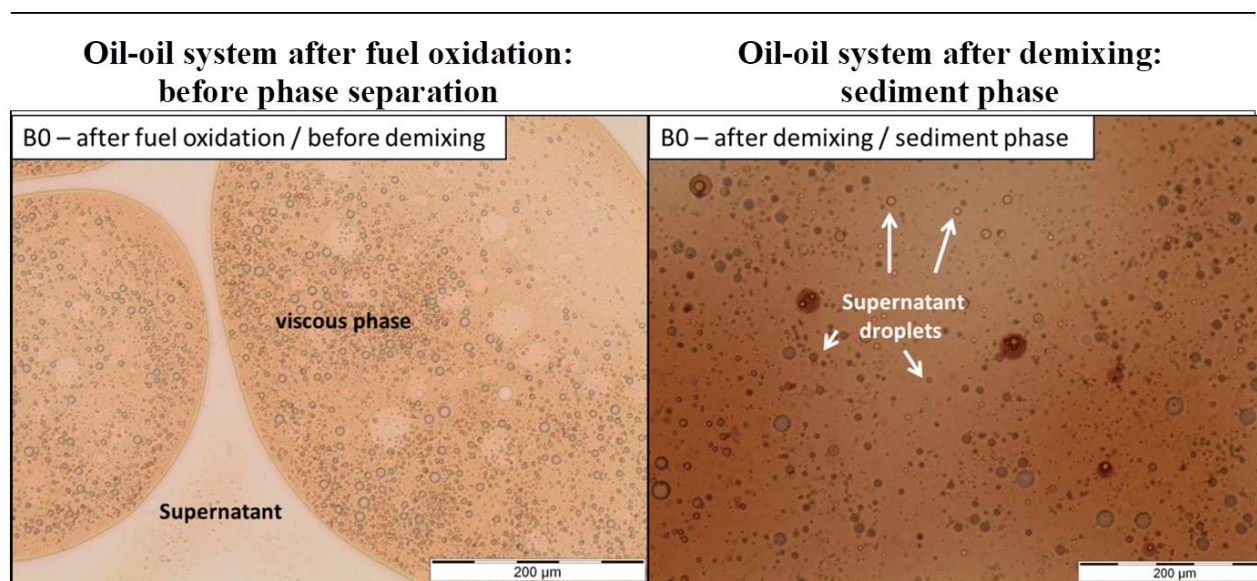 Oil-oil system after fuel oxidation:
before phase separation
Oil-oil system after demixing:
sediment phase
B0 – after fuel oxidation / before demixing
viscous phase
Supernatant
200 µm
B0 – after demixing / sediment phase
Supernatant
droplets
200 µm